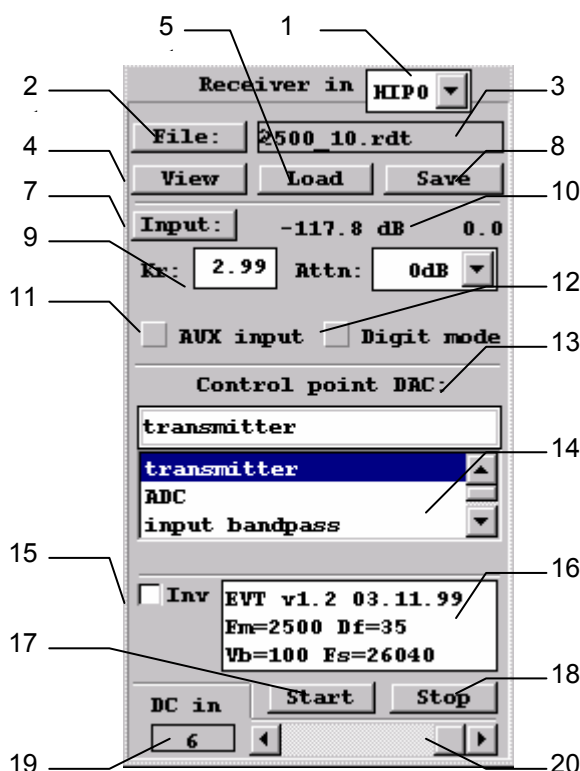 5 1
Receiver in HIP0
2 3
File: 2500_10.rdt
4 8
View Load Save
7 10
Input: -117.8 dB 0.0
9
Kr: 2.99 Attn: 0dB
12
11
AUX input Digit mode
13
Control point DAC:
transmitter
transmitter
14
ADC
input bandpass
15 16
Inv EVT v1.2 03.11.99
Fm=2500 Df=35
Vb=100 Fs=26040
17 18
Start Stop
DC in
6
19 20